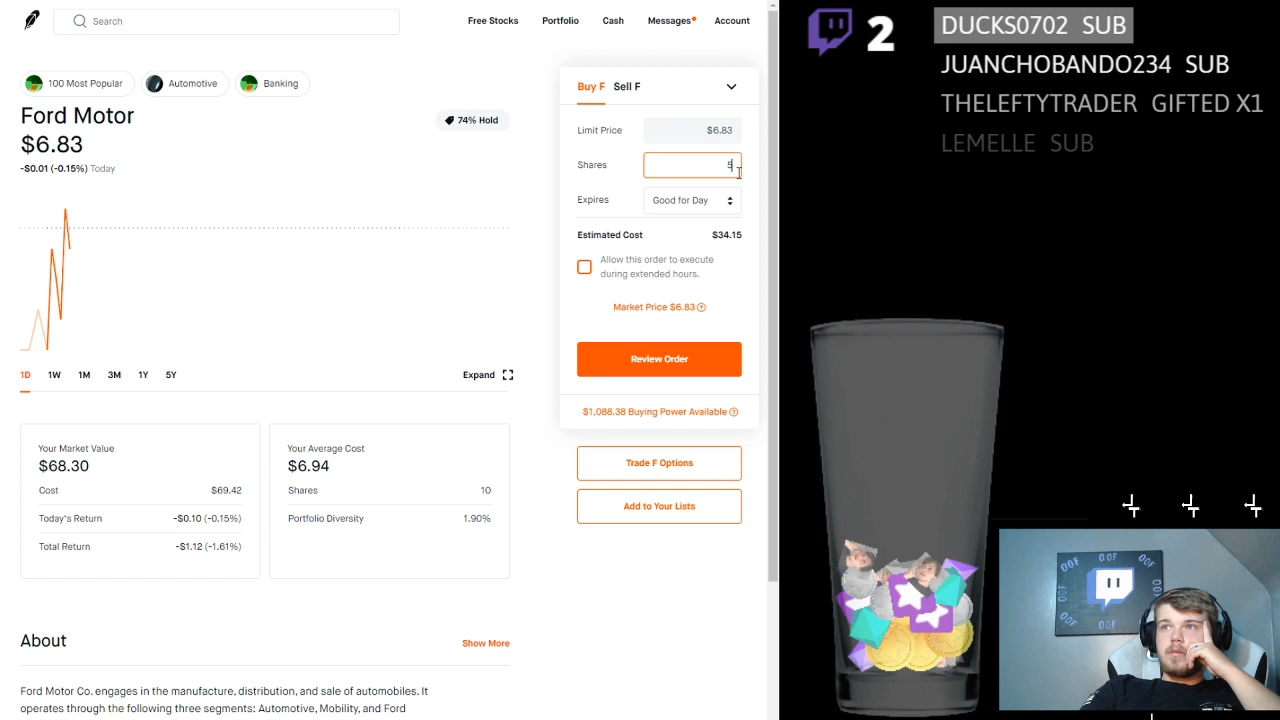 Search
Free Stocks
Portfolio
Cash
Messages
Account
100 Most Popular
Automotive
Banking
Ford Motor
$6.83
74% Hold
-$0.01 (-0.15%) Today
1D
1W
1M
3M
1Y
5Y
Expand
Your Market Value
$68.30
Cost
$69.42
Today's Return
-$0.10 (-0.15%)
Total Return
-$1.12 (-1.61%)
Your Average Cost
$6.94
Shares
10
Portfolio Diversity
1.90%
About
Show More
Ford Motor Co. engages in the manufacture, distribution, and sale of automobiles. It
operates through the following three segments: Automotive, Mobility, and Ford
Buy F
Sell F
Limit Price
$6.83
Shares
5
Expires
Good for Day
Estimated Cost
$34.15
Allow this order to execute
during extended hours.
Market Price $6.83
Review Order
$1,088.38 Buying Power Available
Trade F Options
Add to Your Lists
2
DUCKS0702 SUB
JUANCHOBANDO234 SUB
THELEFTYTRADER GIFTED X1
LEMELLE SUB
OOF
OOF
OOF
OOF
OOF
OOF
OOF